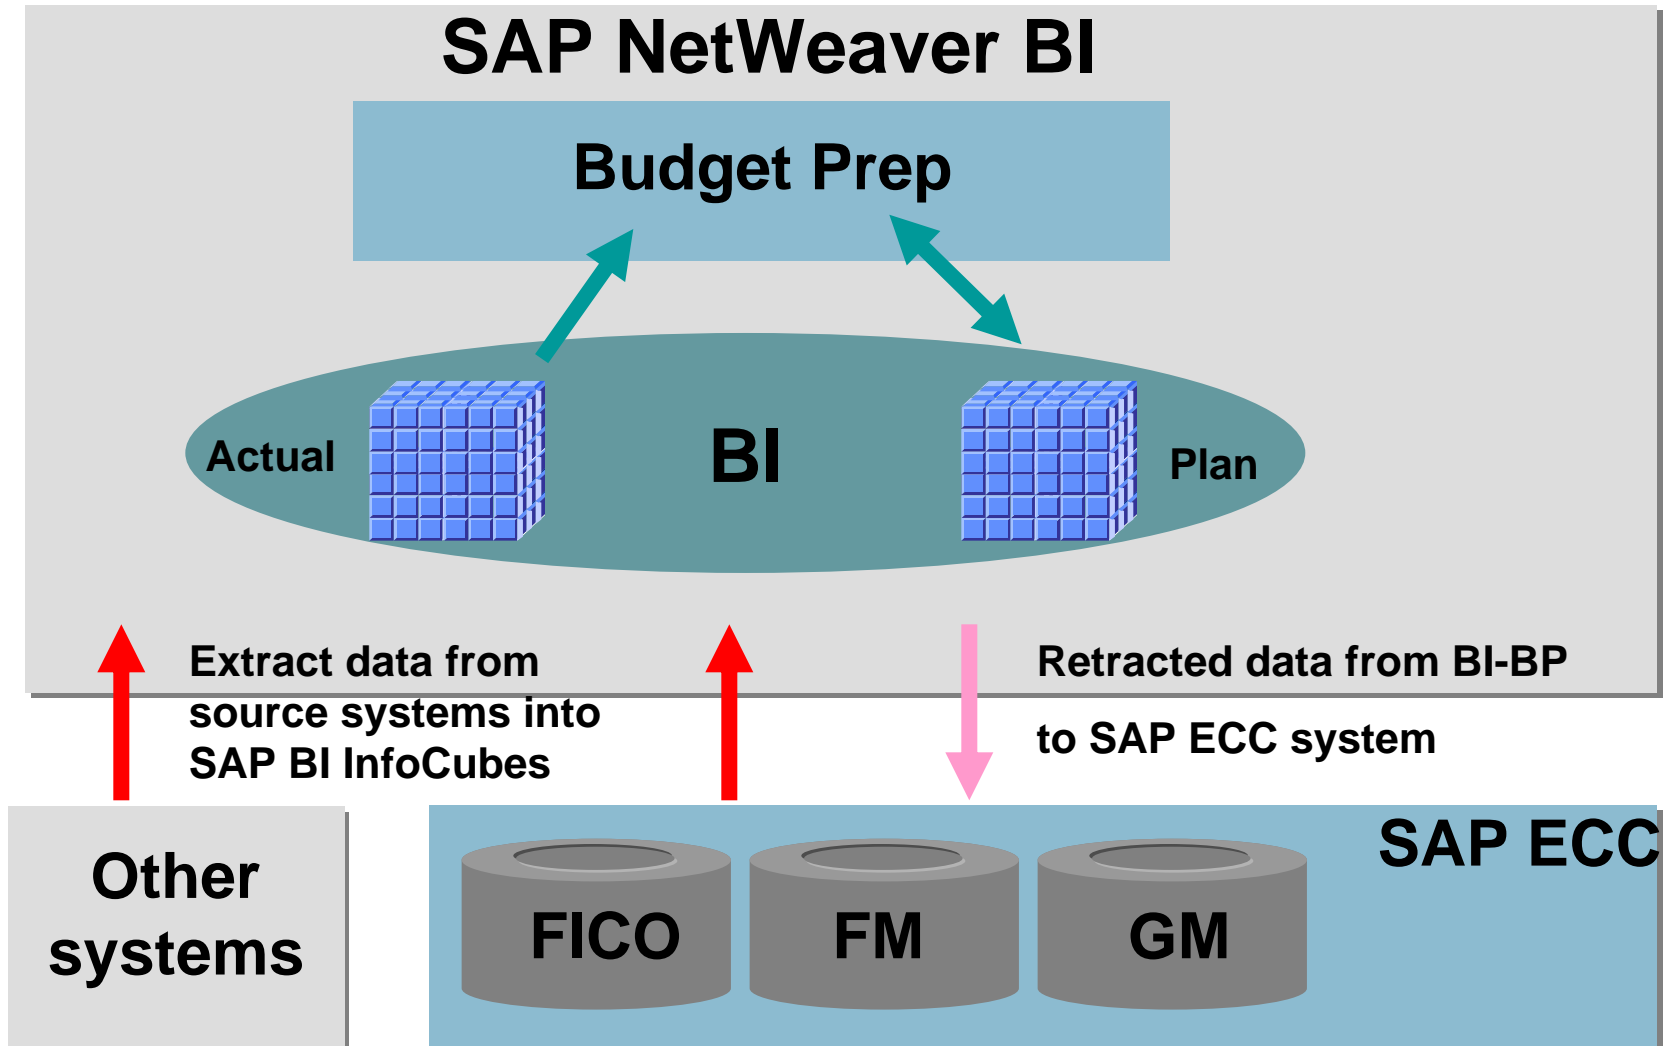 SAP NetWeaver BI
Budget Prep
Actual
BI
Plan
Extract data from
source systems into
SAP BI InfoCubes
Retracted data from BI-BP
to SAP ECC system
Other
systems
SAP ECC
FICO
FM
GM